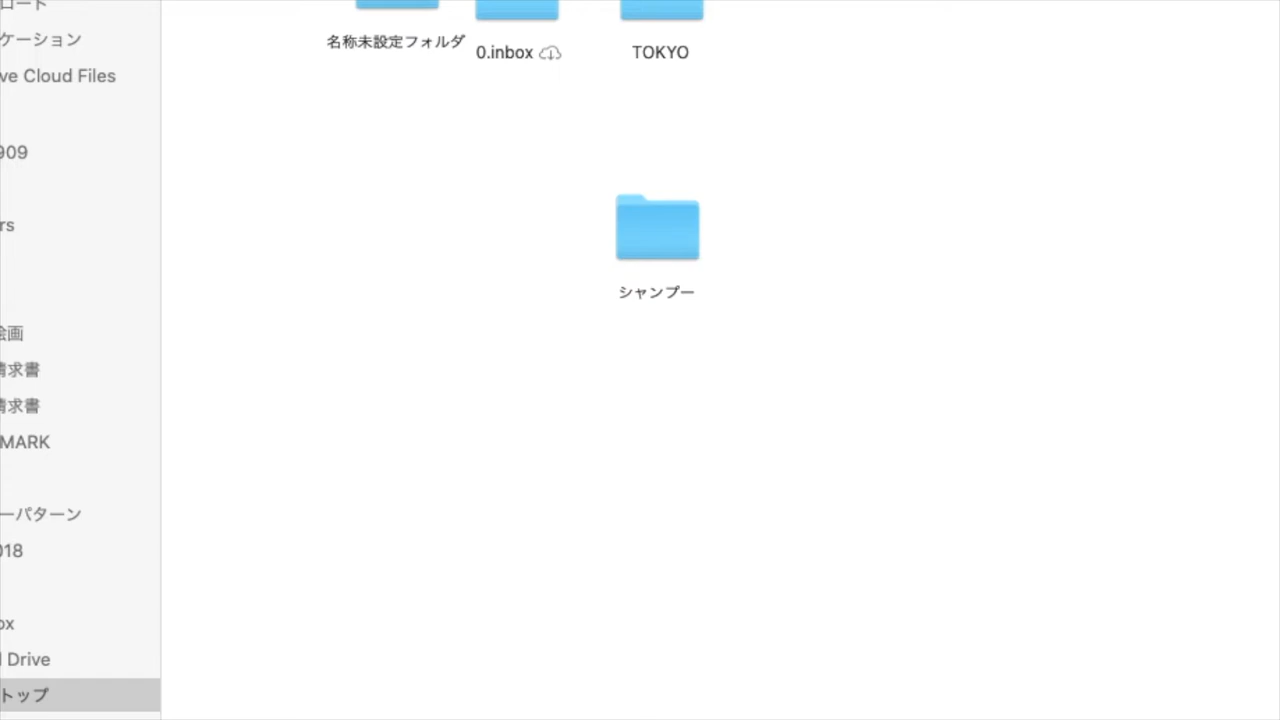 ロード
ケーション
ve Cloud Files
909
rs
絵画
請求書
請求書
MARK
ーパターン
018
ox
l Drive
トップ
名称未設定フォルダ
0.inbox
TOKYO
シャンプー